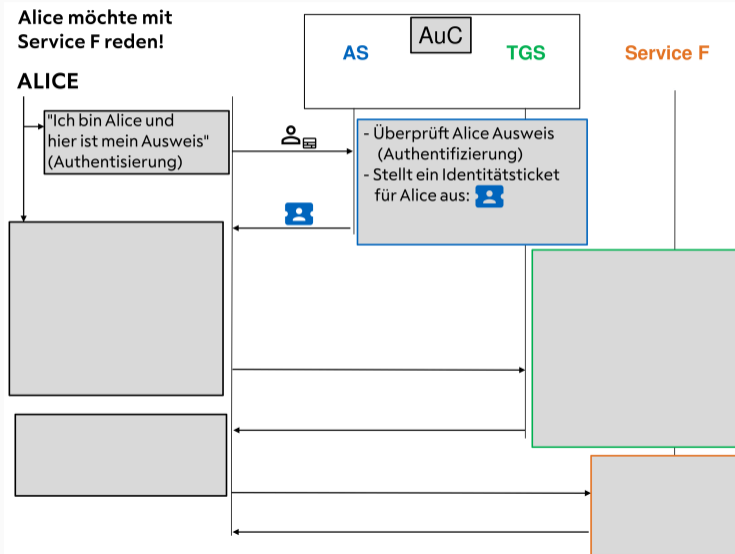 Alice möchte mit
Service F reden!
ALICE
AuC
AS
TGS
Service F
"Ich bin Alice und
hier ist mein Ausweis"
(Authentisierung)
- Überprüft Alice Ausweis
(Authentifizierung)
- Stellt ein Identitätsticket
für Alice aus: